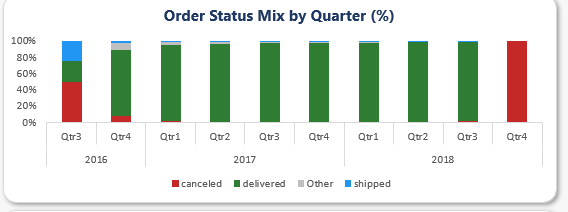 Order Status Mix by Quarter (%)
100%
80%
60%
40%
20%
0%
Qtr3 Qtr4 Qtr1 Qtr2 Qtr3 Qtr4 Qtr1 Qtr2 Qtr3 Qtr4
2016 2017 2018
canceled delivered Other shipped